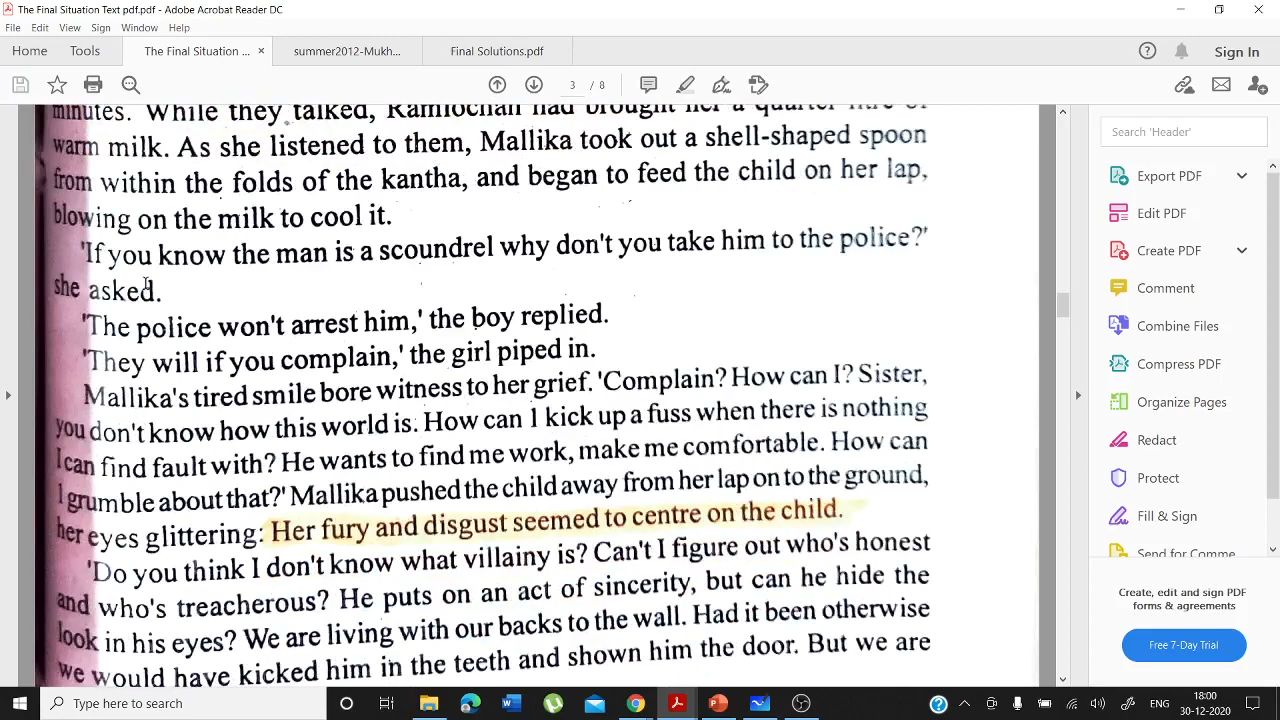 The Final Situation Text pdf.pdf - Adobe Acrobat Reader DC
File Edit View Sign Window Help
Home Tools The Final Situation ... × summer2012-Mukh... Final Solutions.pdf Sign In
3 / 8
minutes. While they talked, Ramlochan had brought her a quarter litre of
warm milk. As she listened to them, Mallika took out a shell-shaped spoon
from within the folds of the kantha, and began to feed the child on her lap,
blowing on the milk to cool it.
'If you know the man is a scoundrel why don't you take him to the police?'
she asked.
'The police won't arrest him,' the boy replied.
'They will if you complain,' the girl piped in.
Mallika's tired smile bore witness to her grief. 'Complain? How can I? Sister,
you don't know how this world is. How can I kick up a fuss when there is nothing
I can find fault with? He wants to find me work, make me comfortable. How can
I grumble about that?' Mallika pushed the child away from her lap on to the ground,
her eyes glittering: Her fury and disgust seemed to centre on the child.
'Do you think I don't know what villainy is? Can't I figure out who's honest
and who's treacherous? He puts on an act of sincerity, but can he hide the
look in his eyes? We are living with our backs to the wall. Had it been otherwise
we would have kicked him in the teeth and shown him the door. But we are
Search 'Header'
Export PDF
Edit PDF
Create PDF
Comment
Combine Files
Compress PDF
Organize Pages
Redact
Protect
Fill & Sign
Send for Comme
Create, edit and sign PDF
forms & agreements
Free 7-Day Trial
Type here to search
ENG
18:00
30-12-2020